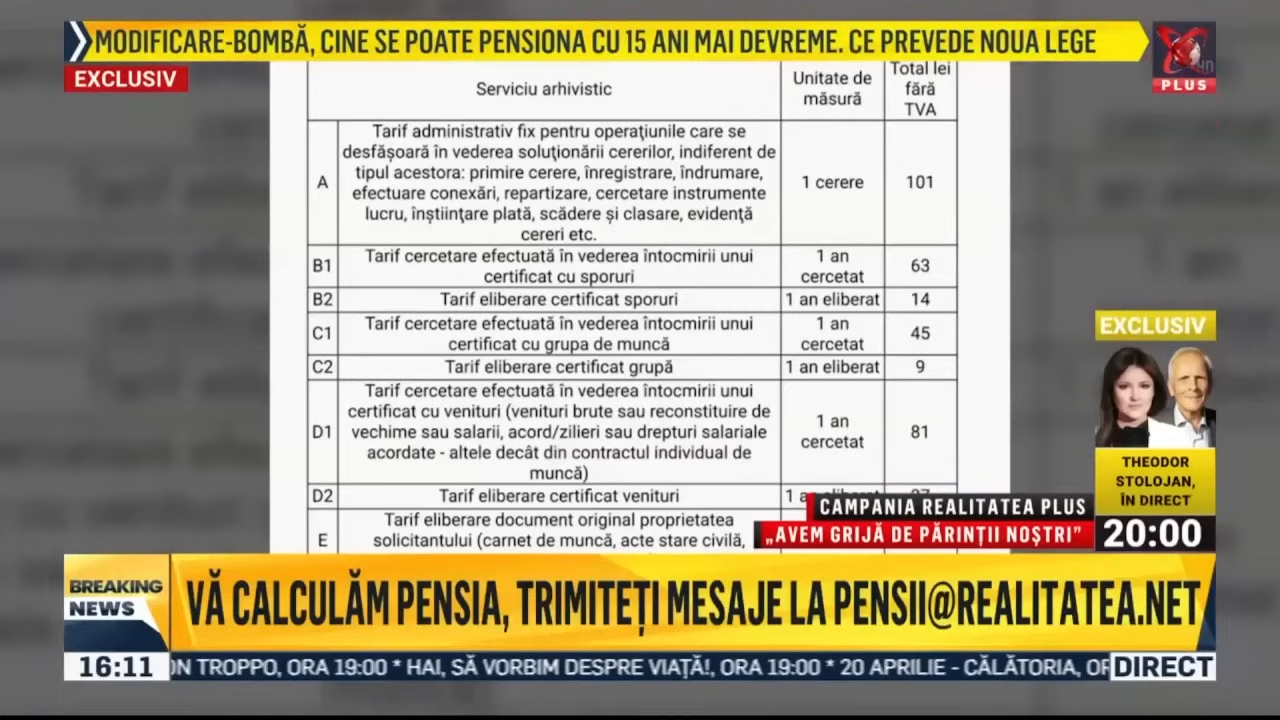 MODIFICARE-BOMBĂ, CINE SE POATE PENSIONA CU 15 ANI MAI DEVREME. CE PREVEDE NOUA LEGE
EXCLUSIV
PLUS
Serviciu arhivistic
Unitate de
măsură
Total lei
fără
TVA
A
Tarif administrativ fix pentru operaţiunile care se
desfăşoară în vederea soluţionării cererilor, indiferent de
tipul acestora: primire cerere, înregistrare, îndrumare,
efectuare conexări, repartizare, cercetare instrumente
lucru, înştiinţare plată, scădere şi clasare, evidenţă
cereri etc.
1 cerere
101
B1
Tarif cercetare efectuată în vederea întocmirii unui
certificat cu sporuri
1 an
cercetat
63
B2
Tarif eliberare certificat sporuri
1 an eliberat
14
C1
Tarif cercetare efectuată în vederea întocmirii unui
certificat cu grupa de muncă
1 an
cercetat
45
C2
Tarif eliberare certificat grupă
1 an eliberat
9
D1
Tarif cercetare efectuată în vederea întocmirii unui
certificat cu venituri (venituri brute sau reconstituire de
vechime sau salarii, acord/zilieri sau drepturi salariale
acordate - altele decât din contractul individual de
muncă)
1 an
cercetat
81
D2
Tarif eliberare certificat venituri
E
Tarif eliberare document original proprietatea
solicitantului (carnet de muncă, acte stare civilă,
EXCLUSIV
THEODOR
STOLOJAN,
ÎN DIRECT
20:00
CAMPANIA REALITATEA PLUS
„AVEM GRIJĂ DE PĂRINȚII NOȘTRI”
BREAKING
NEWS
VĂ CALCULĂM PENSIA, TRIMITEȚI MESAJE LA PENSII@REALITATEA.NET
16:11
ON TROPPO, ORA 19:00 * HAI, SĂ VORBIM DESPRE VIAȚĂ!, ORA 19:00 * 20 APRILIE - CĂLĂTORIA, OR
DIRECT